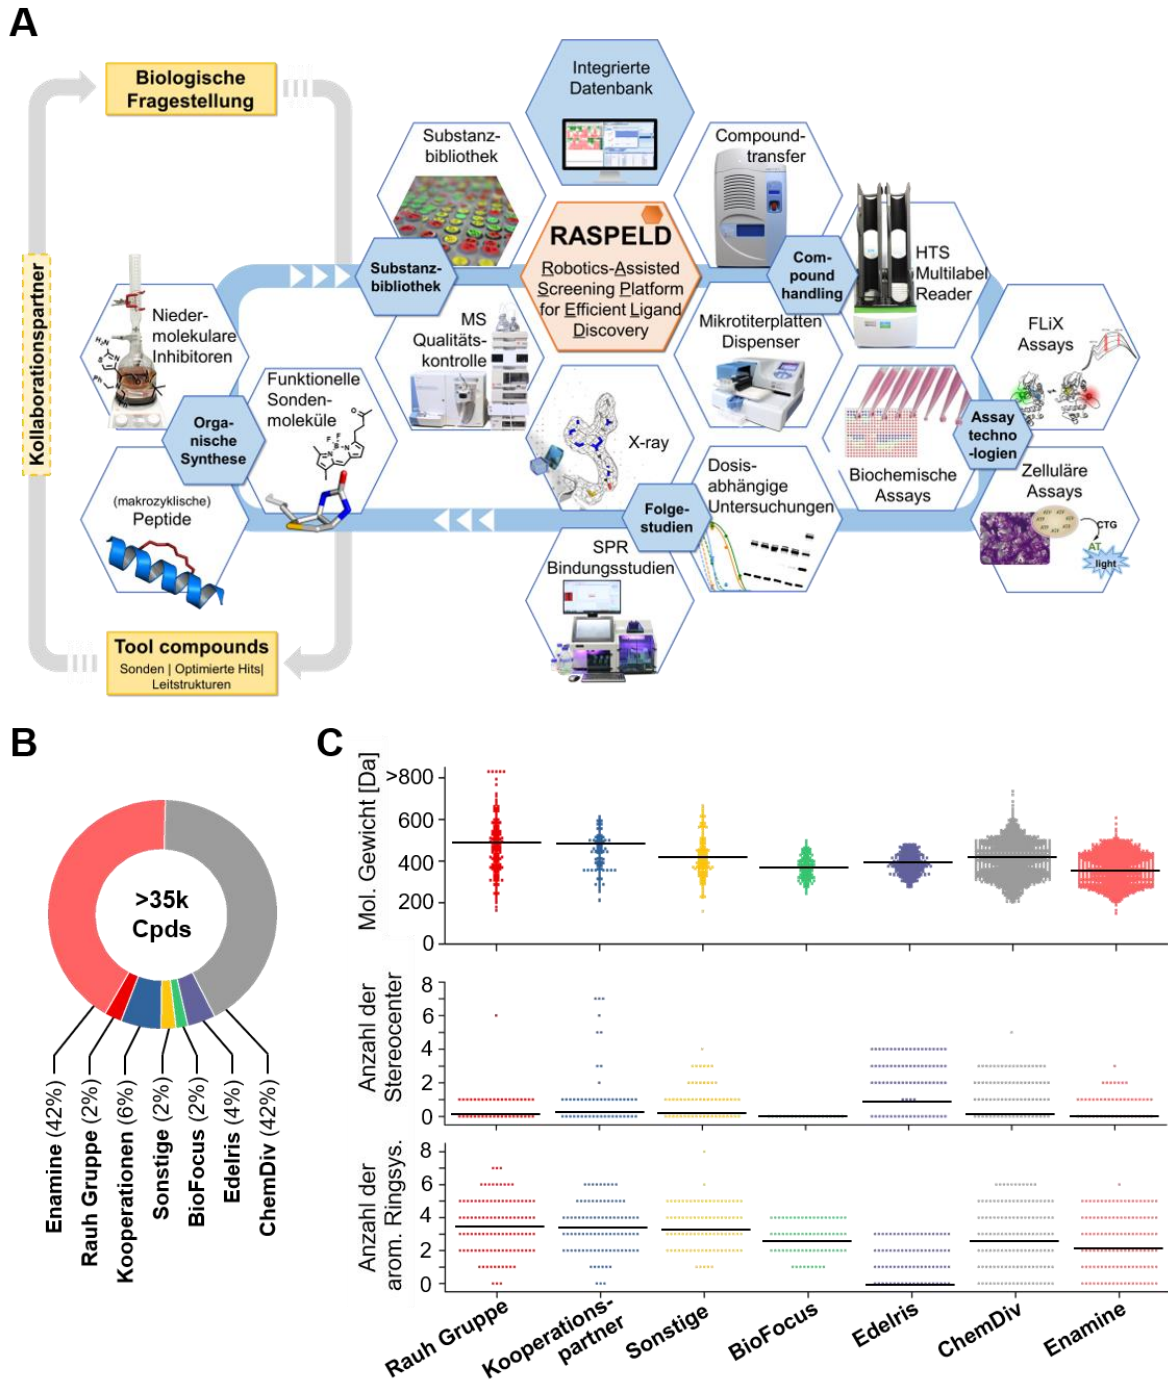 A
Biologische
Fragestellung
Integrierte
Datenbank
Substanz-
bibliothek
Compound-
transfer
Kollaborationspartner
RASPELD
Robotics-Assisted
Screening Platform
for Efficient Ligand
Discovery
Substanz-
bibliothek
Com-
pound
handling
HTS
Multilabel
Reader
Nieder-
molekulare
Inhibitoren
H₂N
S
N
Ph
MS
Qualitäts-
kontrolle
Mikrotiterplatten
Dispenser
FLiX
Assays
Funktionelle
Sonden-
moleküle
O
F F
B
N N
Orga-
nische
Synthese
X-ray
Assay
techno
-logien
Biochemische
Assays
Dosis-
abhängige
Untersuchungen
Zelluläre
Assays
(makrozyklische)
Peptide
Folge-
studien
ATP
CTG
AT
light
SPR
Bindungsstudien
Tool compounds
Sonden | Optimierte Hits|
Leitstrukturen
B
>35k
Cpds
Enamine (42%)
Rauh Gruppe (2%)
Kooperationen (6%)
Sonstige (2%)
BioFocus (2%)
EdelIris (4%)
ChemDiv (42%)
C
Mol. Gewicht [Da]
>800
600
400
200
0
Anzahl der
Stereocenter
8
6
4
2
0
Anzahl der
arom. Ringsys.
8
6
4
2
0
Rauh Gruppe
Kooperations-
partner
Sonstige
BioFocus
EdelIris
ChemDiv
Enamine